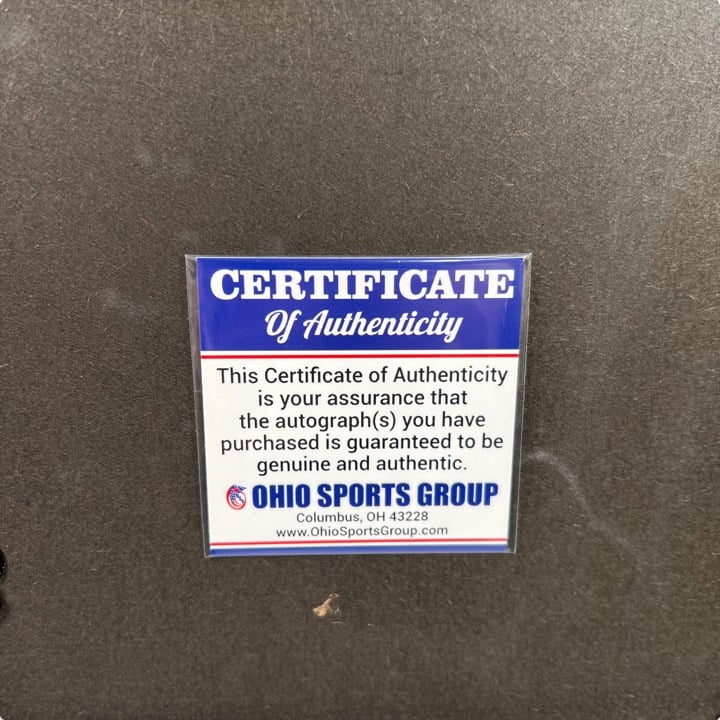 CERTIFICATE
Of Authenticity
This Certificate of Authenticity
is your assurance that
the autograph(s) you have
purchased is guaranteed to be
genuine and authentic.
OHIO SPORTS GROUP
Columbus, OH 43228
www.OhioSportsGroup.com